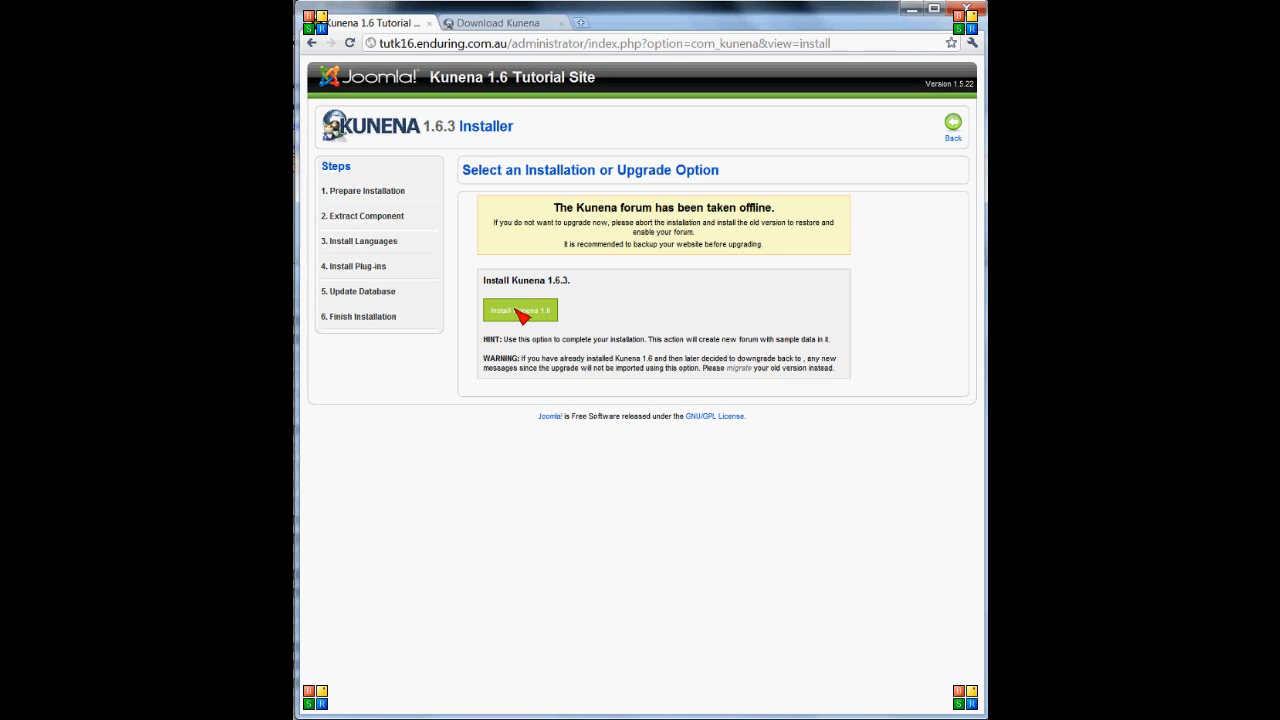 Kunena 1.6 Tutorial ...
Download Kunena
tutk16.enduring.com.au/administrator/index.php?option=com_kunena&view=install
Joomla! Kunena 1.6 Tutorial Site
Version 1.5.22
KUNENA 1.6.3 Installer
Back
Steps
1. Prepare Installation
2. Extract Component
3. Install Languages
4. Install Plug-ins
5. Update Database
6. Finish Installation
Select an Installation or Upgrade Option
The Kunena forum has been taken offline.
If you do not want to upgrade now, please abort the installation and install the old version to restore and
enable your forum.
It is recommended to backup your website before upgrading.
Install Kunena 1.6.3.
Install Kunena 1.6
HINT: Use this option to complete your installation. This action will create new forum with sample data in it.
WARNING: If you have already installed Kunena 1.6 and then later decided to downgrade back to , any new
messages since the upgrade will not be imported using this option. Please migrate your old version instead.
Joomla! is Free Software released under the GNU/GPL License.
B
S R
B
S R
B
S R
B
S R